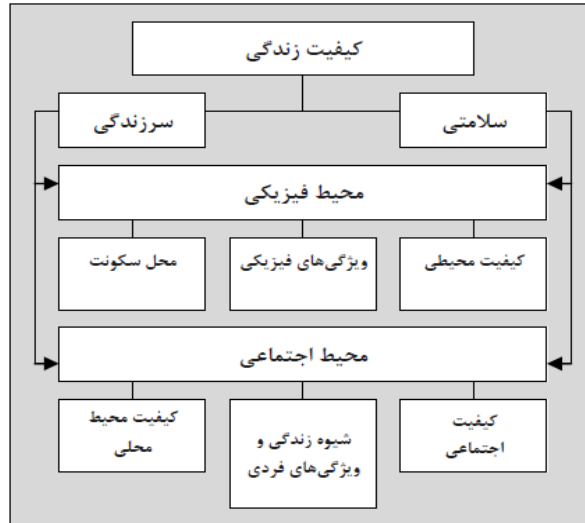 کیفیت زندگی
سلامتی
سرزندگی
محیط فیزیکی
کیفیت محیطی
ویژگی‌های فیزیکی
محل سکونت
محیط اجتماعی
کیفیت
اجتماعی
شیوه زندگی و
ویژگی‌های فردی
کیفیت محیط
محلی